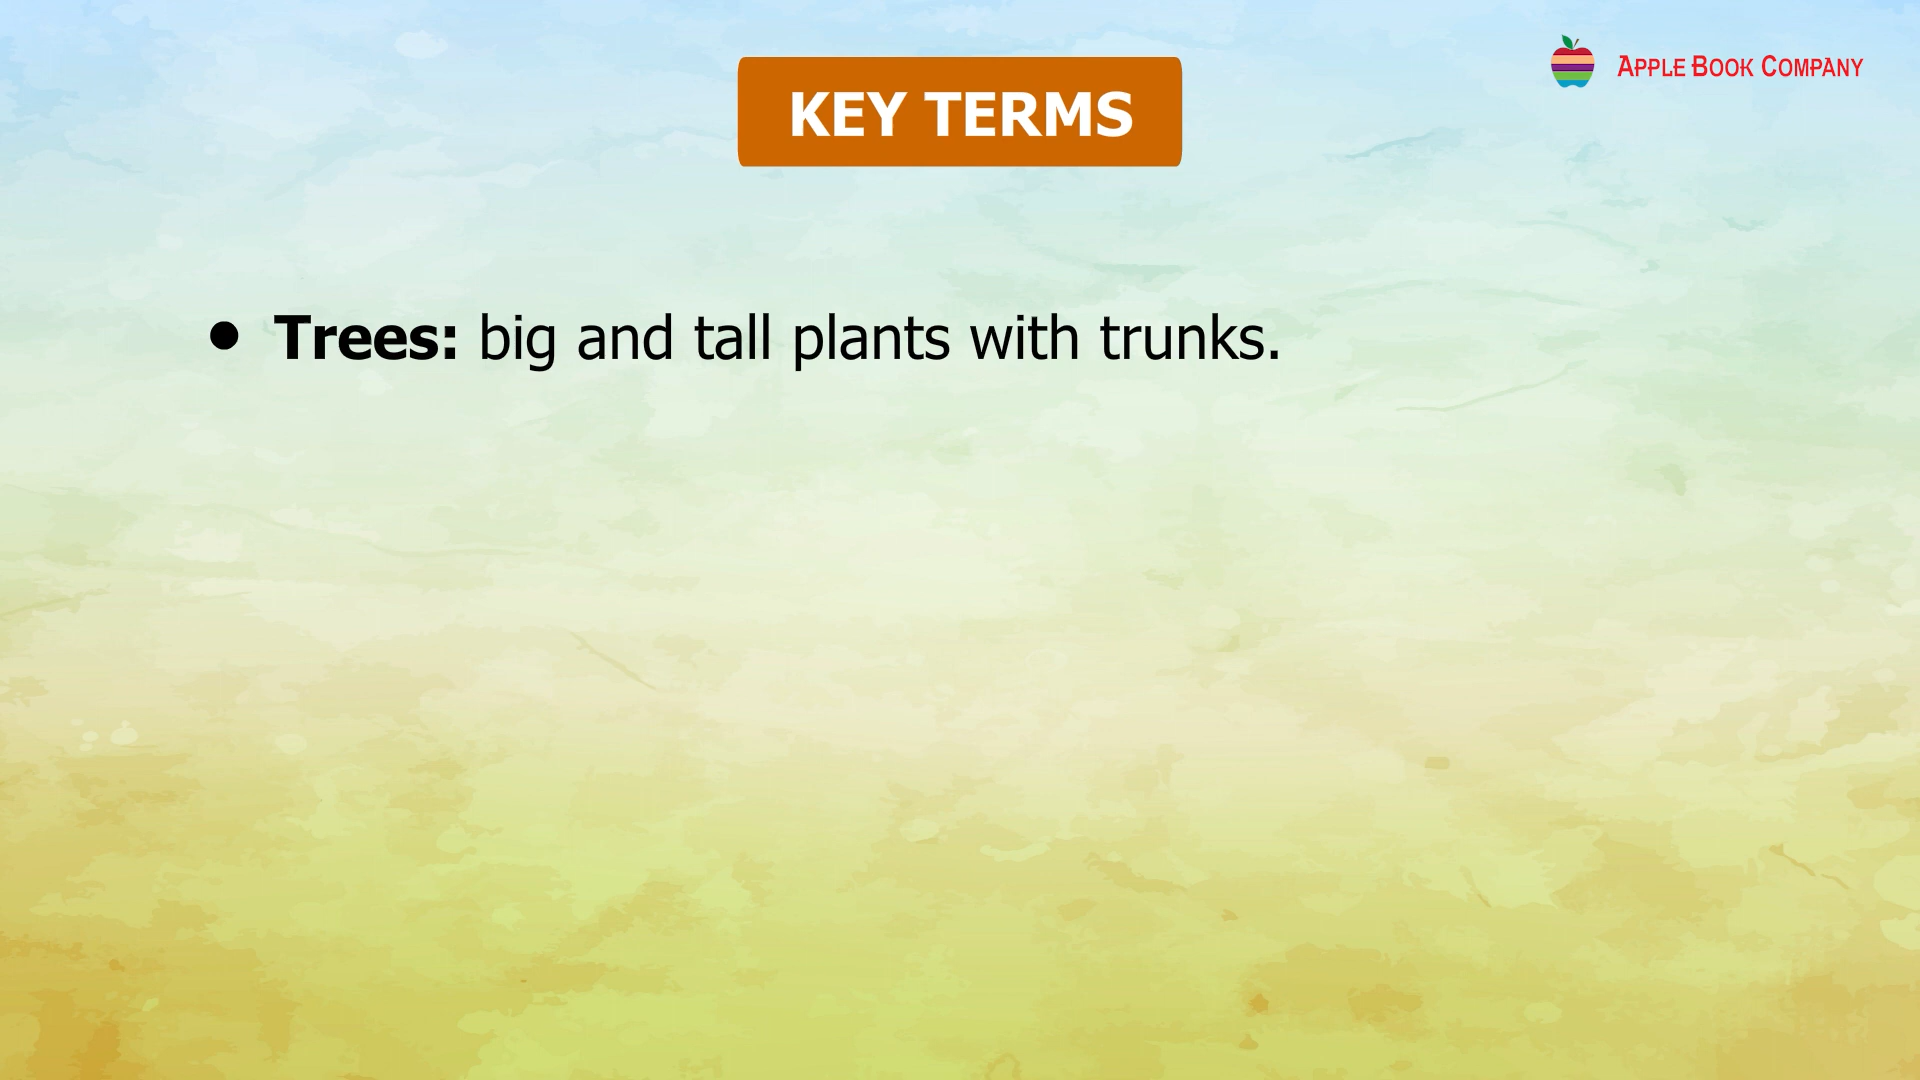 APPLE BOOK COMPANY
KEY TERMS
• Trees: big and tall plants with trunks.